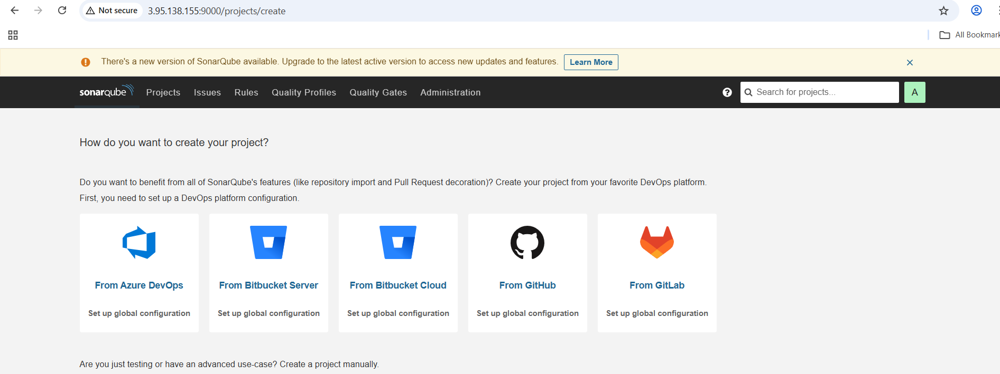 Not secure 3.95.138.155:9000/projects/create
All Bookmark
There's a new version of SonarQube available. Upgrade to the latest active version to access new updates and features. Learn More
sonarqube Projects Issues Rules Quality Profiles Quality Gates Administration ? Search for projects... A
How do you want to create your project?
Do you want to benefit from all of SonarQube's features (like repository import and Pull Request decoration)? Create your project from your favorite DevOps platform.
First, you need to set up a DevOps platform configuration.
From Azure DevOps From Bitbucket Server From Bitbucket Cloud From GitHub From GitLab
Set up global configuration Set up global configuration Set up global configuration Set up global configuration Set up global configuration
Are you just testing or have an advanced use-case? Create a project manually.